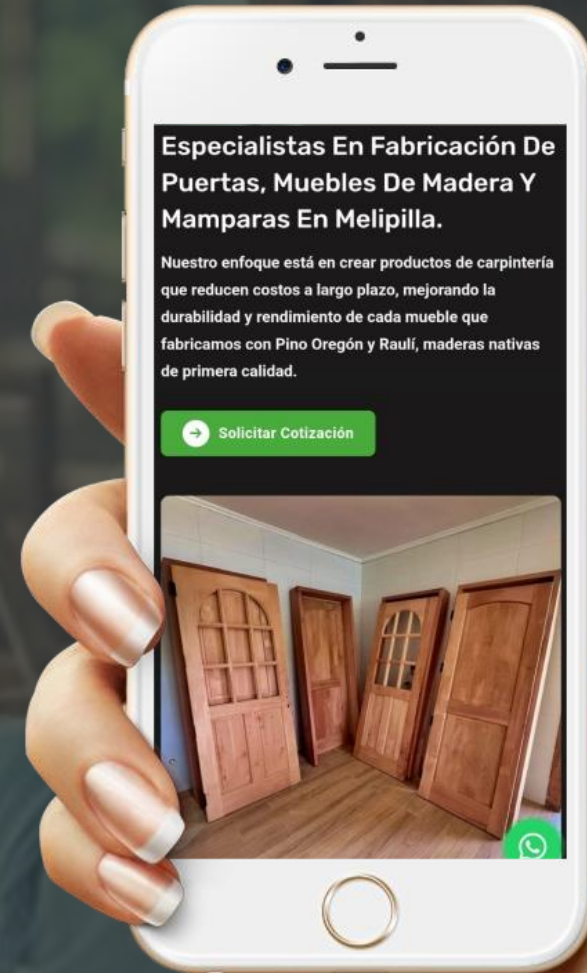 Especialistas En Fabricación De
Puertas, Muebles De Madera Y
Mamparas En Melipilla.
Nuestro enfoque está en crear productos de carpintería
que reducen costos a largo plazo, mejorando la
durabilidad y rendimiento de cada mueble que
fabricamos con Pino Oregón y Raulí, maderas nativas
de primera calidad.
Solicitar Cotización